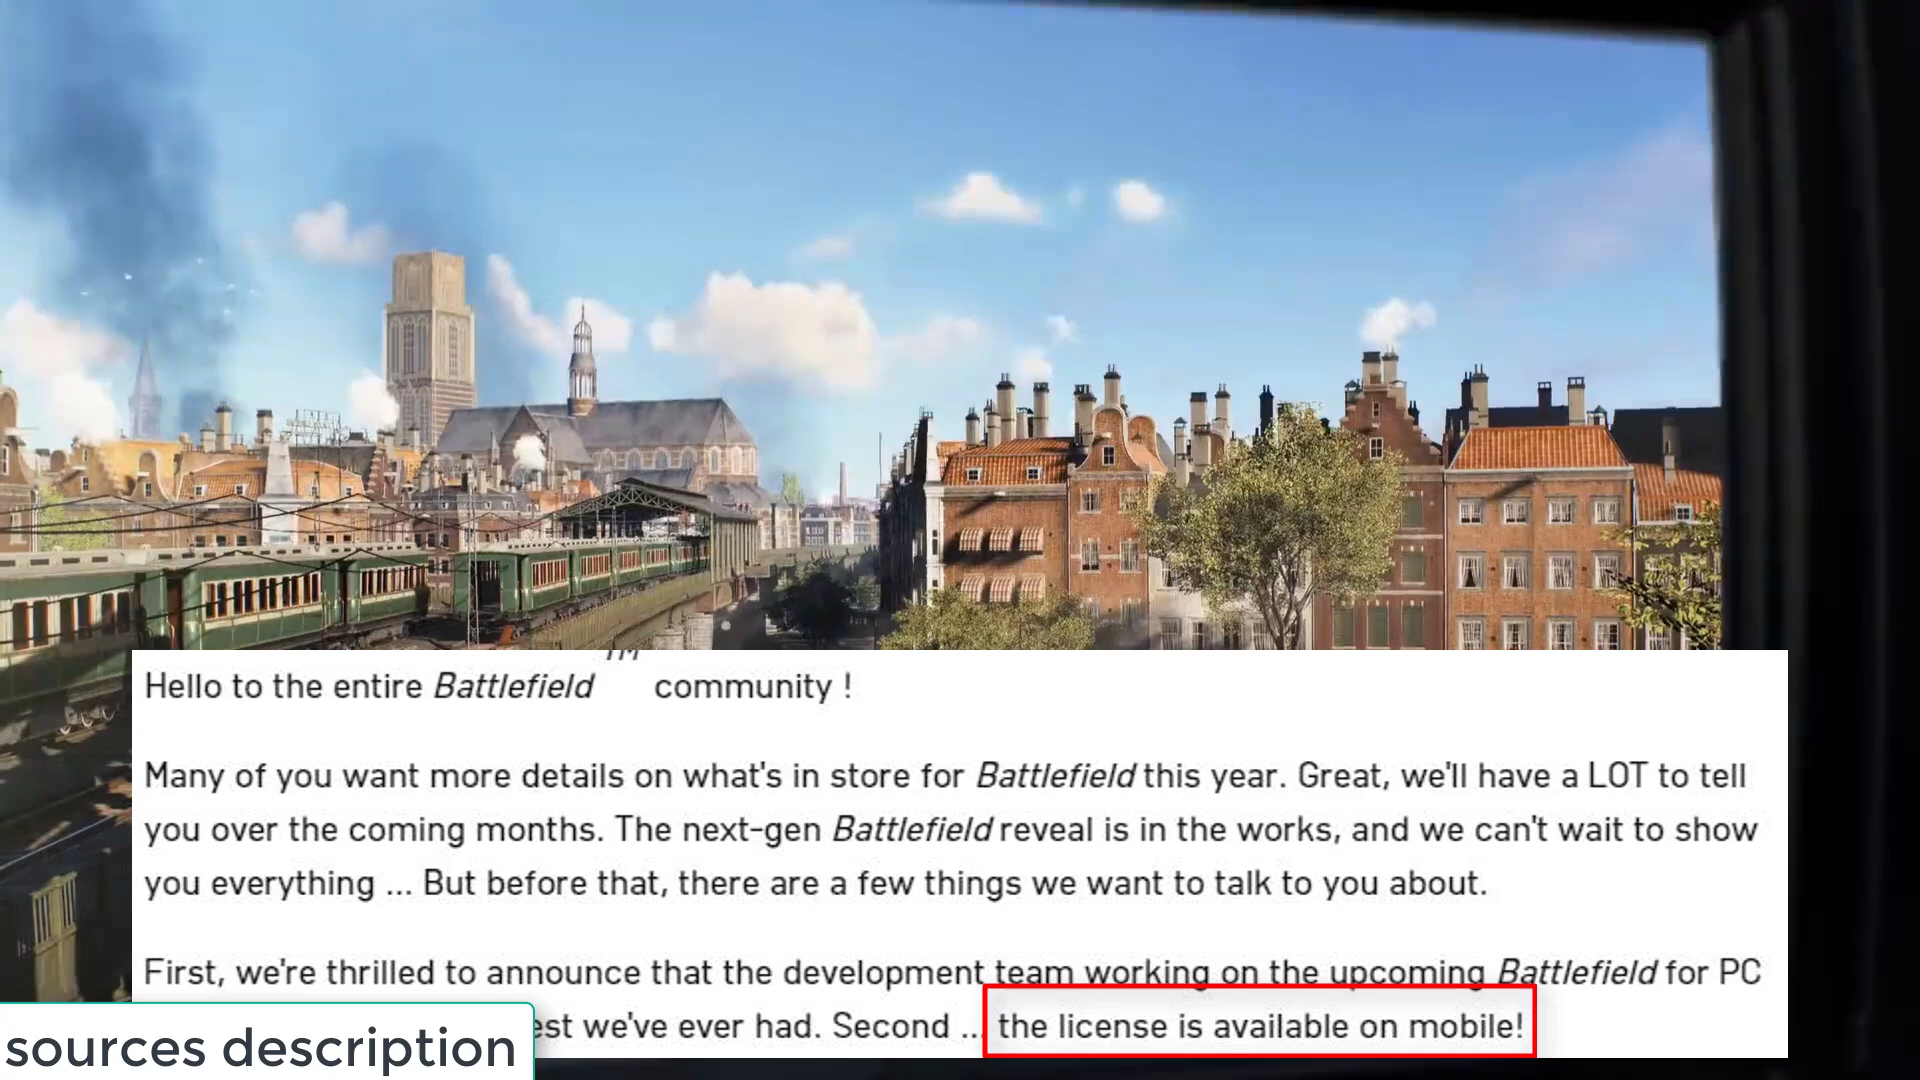 Hello to the entire Battlefield™ community !
Many of you want more details on what's in store for Battlefield this year. Great, we'll have a LOT to tell
you over the coming months. The next-gen Battlefield reveal is in the works, and we can't wait to show
you everything ... But before that, there are a few things we want to talk to you about.
First, we're thrilled to announce that the development team working on the upcoming Battlefield for PC
we've ever had. Second ... the license is available on mobile!
sources description